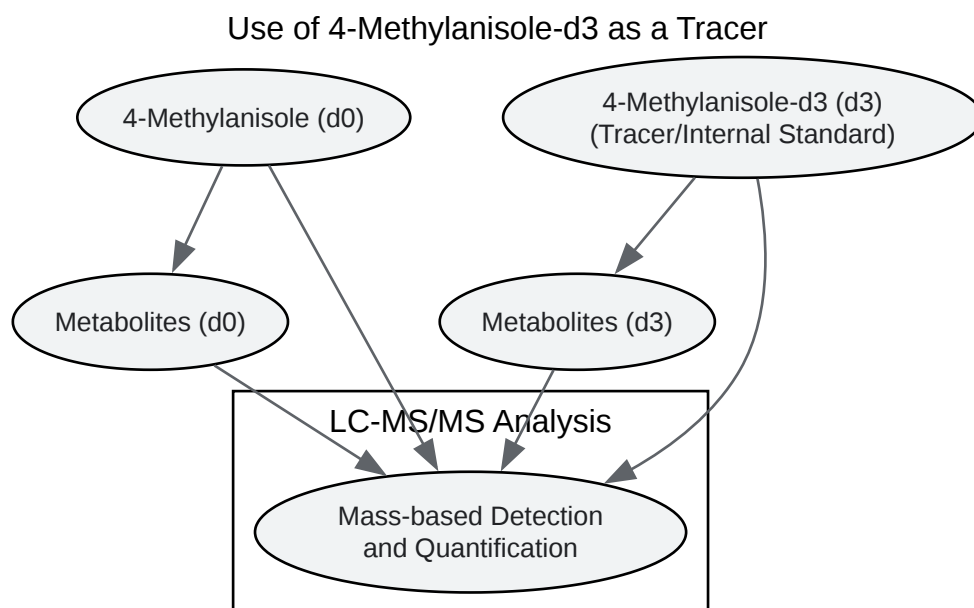 Use of 4-Methylanisole-d3 as a Tracer
4-Methylanisole (d0)
4-Methylanisole-d3 (d3)
(Tracer/Internal Standard)
Metabolites (d0)
Metabolites (d3)
LC-MS/MS Analysis
Mass-based Detection
and Quantification